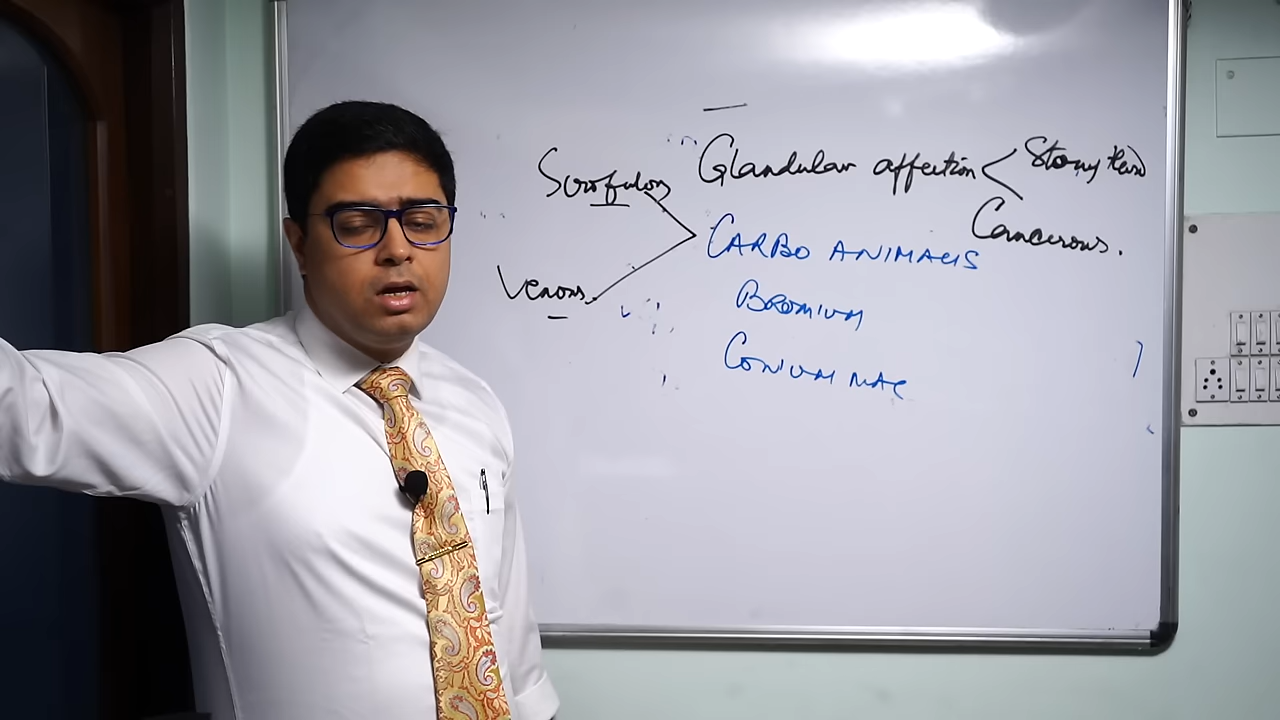 Glandular affection < Stony Hard
Scrofulous
Cancerous.
CARBO ANIMALIS
Venous.
BROMIUM
CONIUM MAC